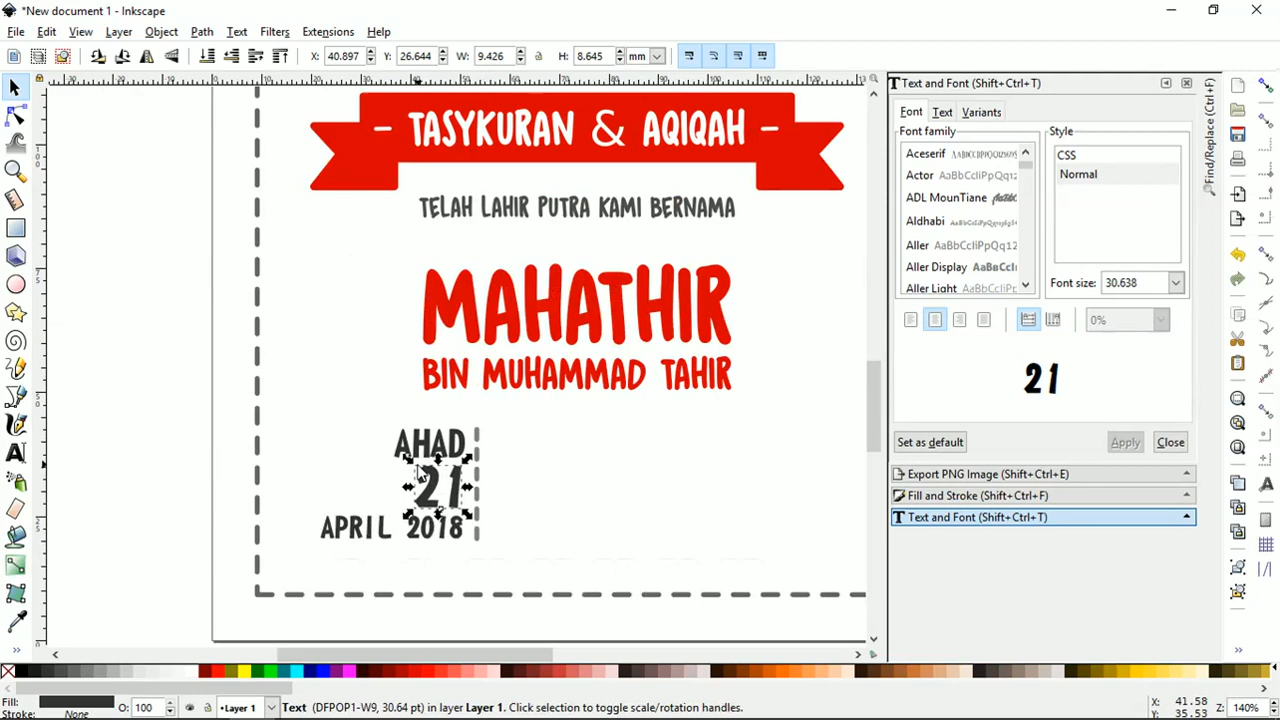 *New document 1 - Inkscape
File Edit View Layer Object Path Text Filters Extensions Help
X: 40.897 Y: 26.644 W: 9.426 H: 8.645 mm
Text and Font (Shift+Ctrl+T)
Font Text Variants
Font family
Style
Aceserif
CSS
Actor AaBbCcIiPpQq12
Normal
ADL MounTiane
Aldhabi
Aller AaBbCcIiPpQq12
Aller Display AaBbCcIi
Aller Light AaBbCcIiPpQq
Font size: 30.638
0%
21
Set as default Apply Close
Export PNG Image (Shift+Ctrl+E)
Fill and Stroke (Shift+Ctrl+F)
Text and Font (Shift+Ctrl+T)
Find/Replace (Ctrl+F)
- TASYKURAN & AQIQAH -
TELAH LAHIR PUTRA KAMI BERNAMA
MAHATHIR
BIN MUHAMMAD TAHIR
AHAD
21
APRIL 2018
Fill:
Stroke: None
O: 100
Layer 1
Text (DFPOP1-W9, 30.64 pt) in layer Layer 1. Click selection to toggle scale/rotation handles.
X: 41.58
Y: 35.53
Z: 140%